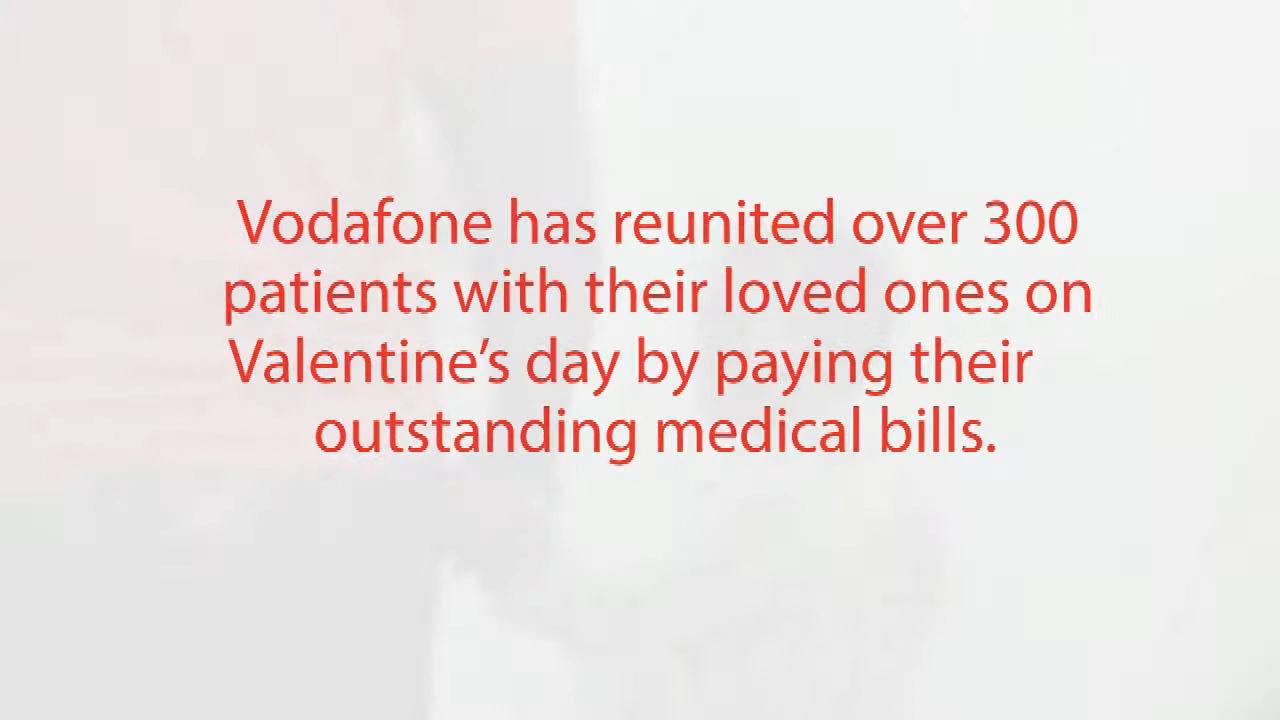 Vodafone has reunited over 300
patients with their loved ones on
Valentine’s day by paying their
outstanding medical bills.